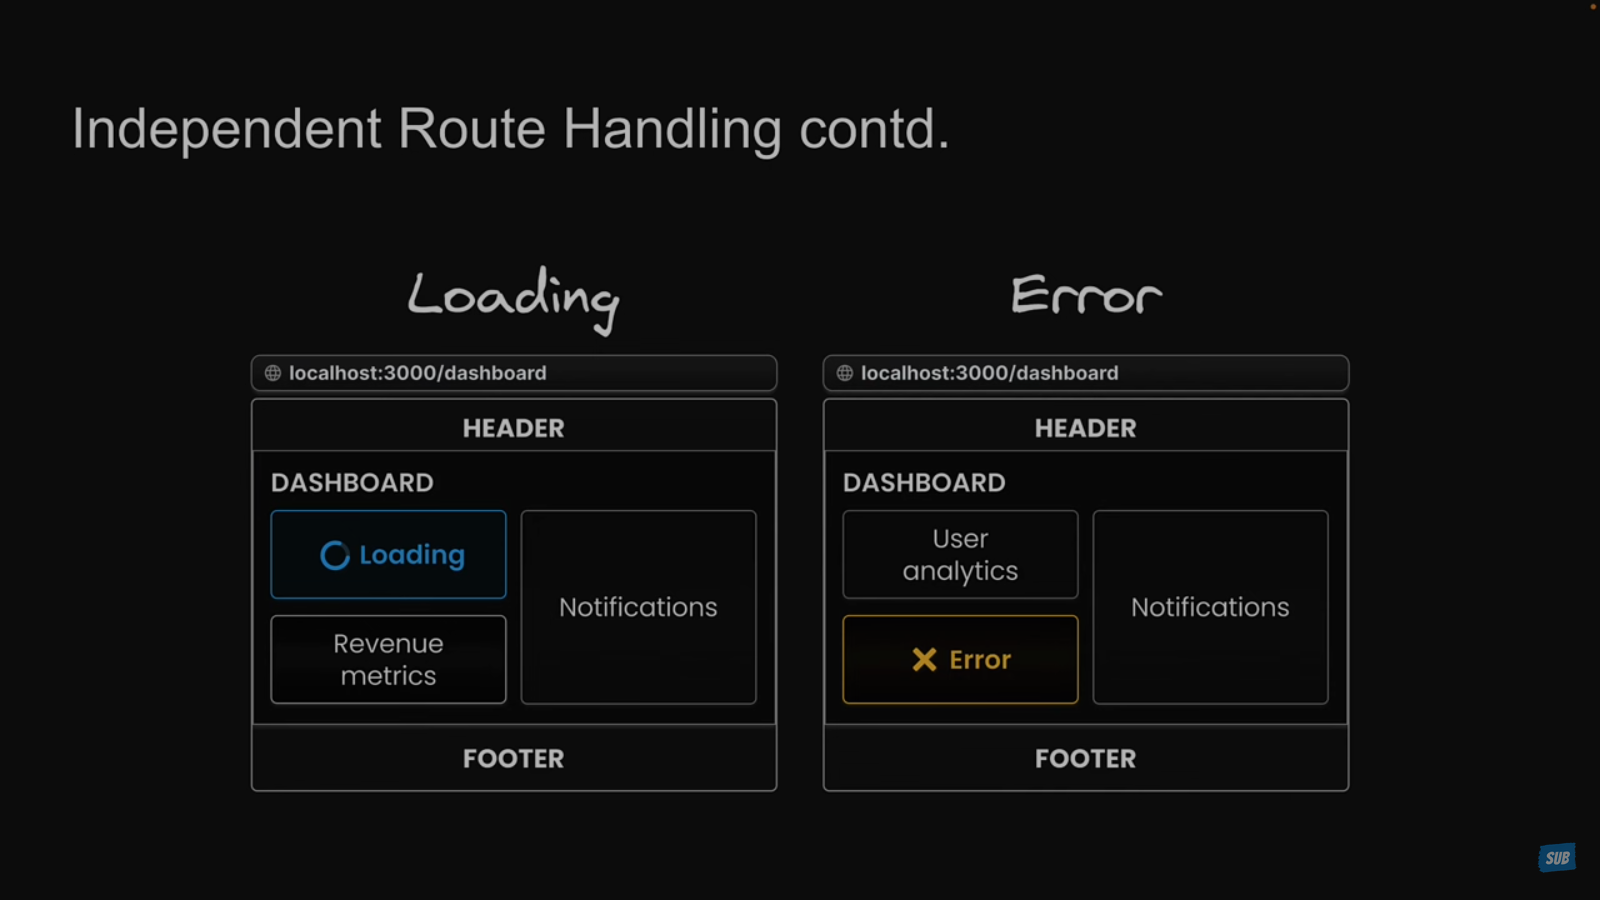 Independent Route Handling contd.
Loading
localhost:3000/dashboard
HEADER
DASHBOARD
Loading
Revenue
metrics
Notifications
FOOTER
Error
localhost:3000/dashboard
HEADER
DASHBOARD
User
analytics
Error
Notifications
FOOTER
SUB